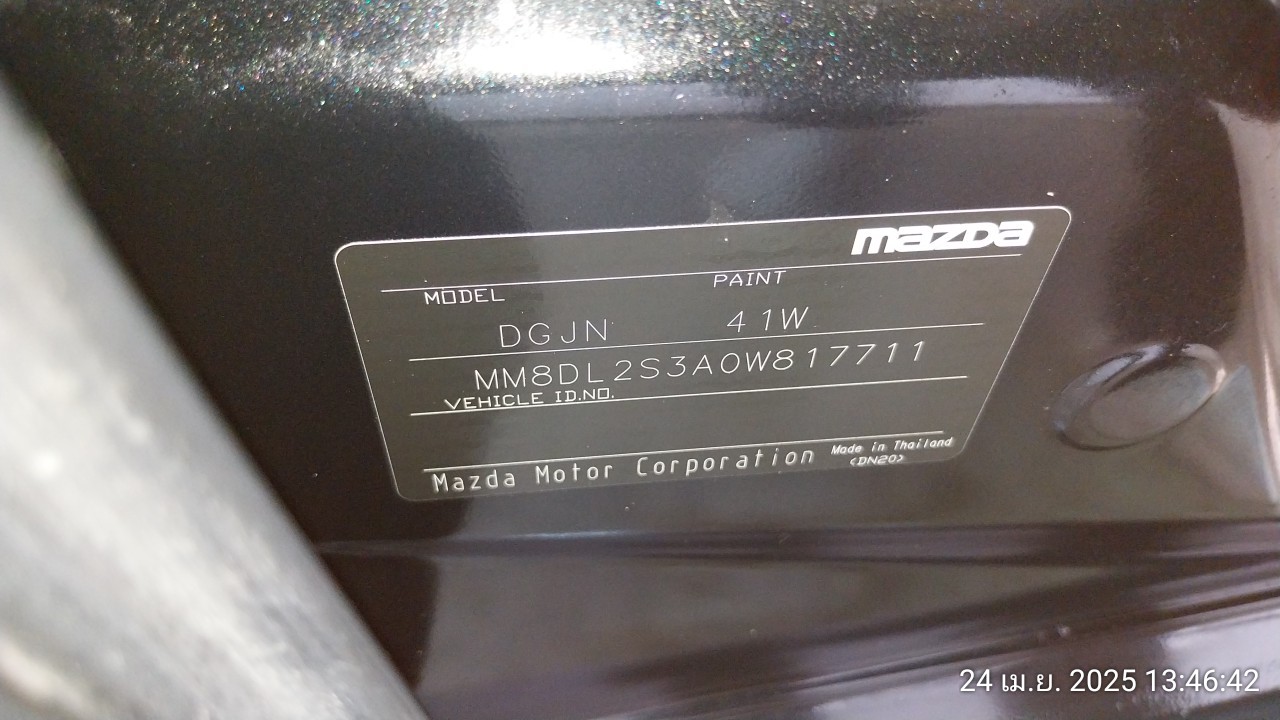 mazda
MODEL PAINT
DGJN 41W
MM8DL2S3A0W817711
VEHICLE ID.NO.
Mazda Motor Corporation Made in Thailand
(DN20)
24 เม.ย. 2025 13:46:42